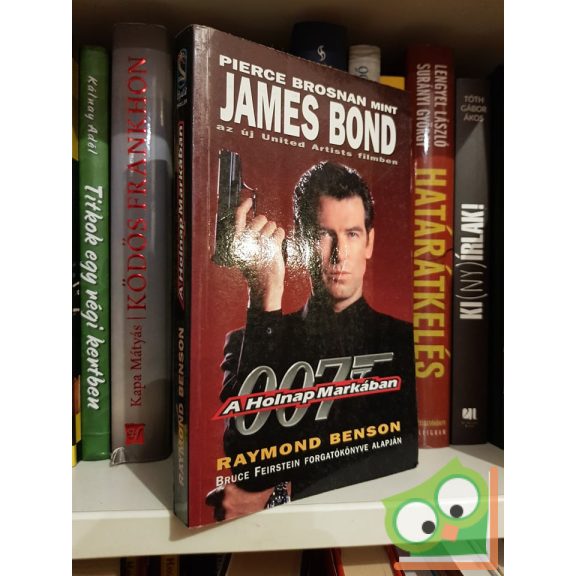 PIERCE BROSNAN MINT
JAMES BOND
az új United Artists filmben
007
A Holnap Markában
RAYMOND BENSON
BRUCE FEIRSTEIN FORGATÓKÖNYVE ALAPJÁN
RAYMOND BENSON
A Holnap Markában
Kálnay Adél
Titkok egy régi kertben
Kapa Mátyás
KÖDÖS FRANKHON
LENGYEL LÁSZLÓ
SURÁNYI GYÖRGY
HATÁRÁTKELÉS
TÓTH
GÁBOR
ÁKOS
KI(NY)ÍRLAK!